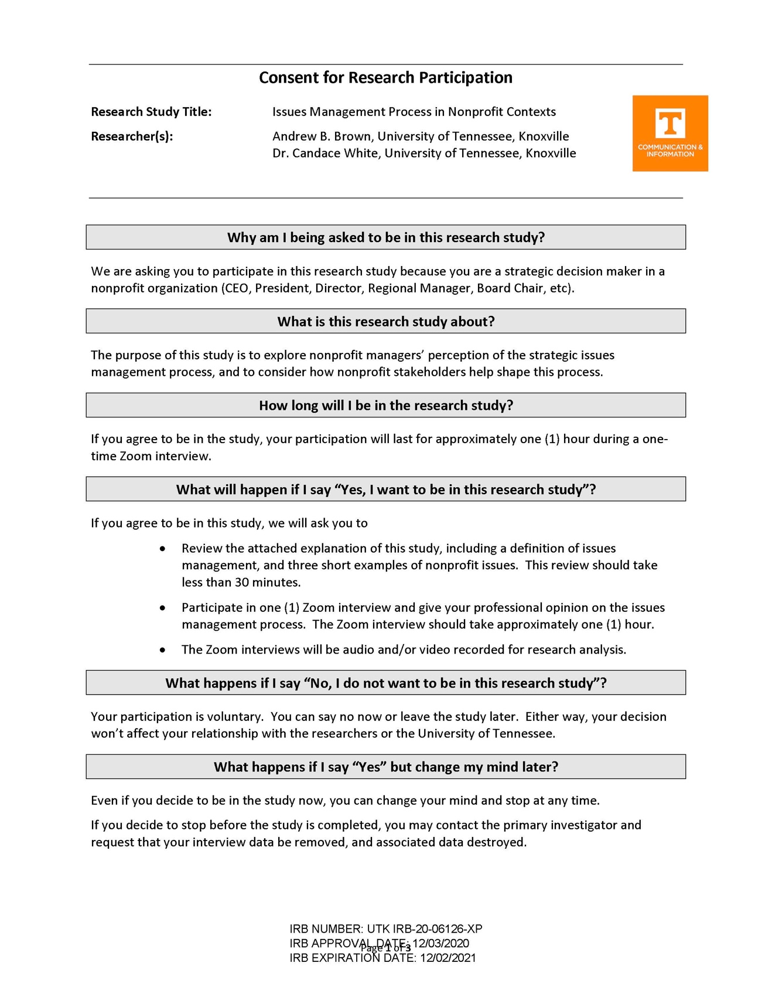 Consent for Research Participation
Research Study Title: Issues Management Process in Nonprofit Contexts
Researcher(s): Andrew B. Brown, University of Tennessee, Knoxville
Dr. Candace White, University of Tennessee, Knoxville
T
COMMUNICATION &
INFORMATION
Why am I being asked to be in this research study?
We are asking you to participate in this research study because you are a strategic decision maker in a
nonprofit organization (CEO, President, Director, Regional Manager, Board Chair, etc).
What is this research study about?
The purpose of this study is to explore nonprofit managers’ perception of the strategic issues
management process, and to consider how nonprofit stakeholders help shape this process.
How long will I be in the research study?
If you agree to be in the study, your participation will last for approximately one (1) hour during a one-
time Zoom interview.
What will happen if I say “Yes, I want to be in this research study”?
If you agree to be in this study, we will ask you to
• Review the attached explanation of this study, including a definition of issues
management, and three short examples of nonprofit issues.  This review should take
less than 30 minutes.
• Participate in one (1) Zoom interview and give your professional opinion on the issues
management process.  The Zoom interview should take approximately one (1) hour.
• The Zoom interviews will be audio and/or video recorded for research analysis.
What happens if I say “No, I do not want to be in this research study”?
Your participation is voluntary.  You can say no now or leave the study later.  Either way, your decision
won’t affect your relationship with the researchers or the University of Tennessee.
What happens if I say “Yes” but change my mind later?
Even if you decide to be in the study now, you can change your mind and stop at any time.
If you decide to stop before the study is completed, you may contact the primary investigator and
request that your interview data be removed, and associated data destroyed.
IRB NUMBER: UTK IRB-20-06126-XP
IRB APPROVAL DATE: 12/03/2020
Page 1 of 3
IRB EXPIRATION DATE: 12/02/2021